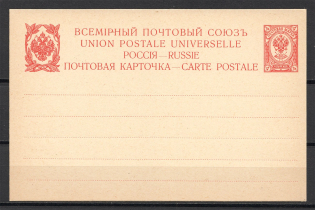 ВСЕМІРНЫЙ ПОЧТОВЫЙ СОЮЗЪ
UNION POSTALE UNIVERSELLE
РОССІЯ—RUSSIE
ПОЧТОВАЯ КАРТОЧКА—CARTE POSTALE